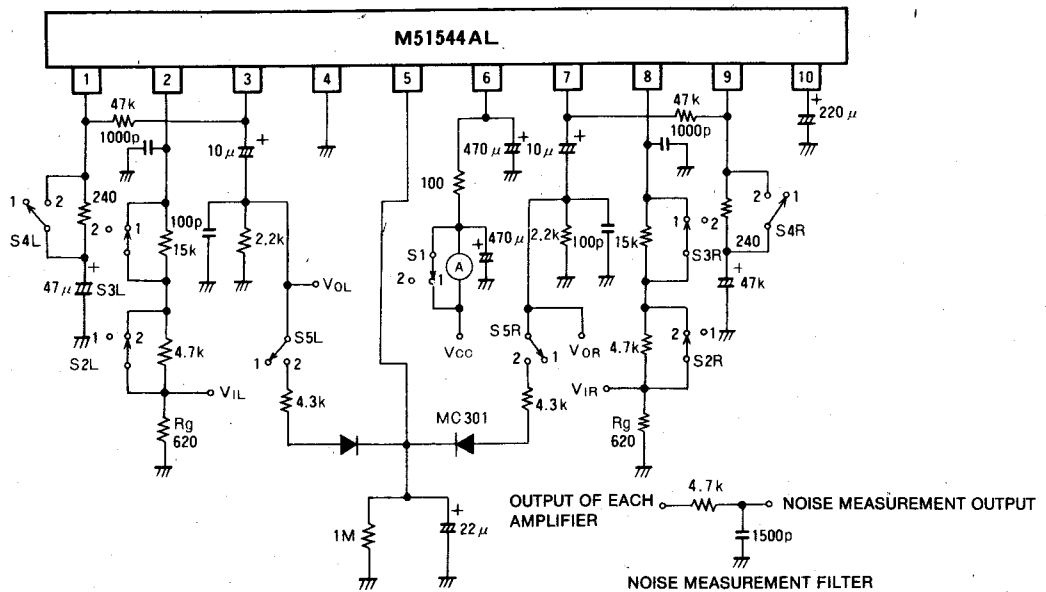 M51544AL
1 2 3 4 5 6 7 8 9 10
47k 47k
1000p 1000p
220μ
10μ 470μ 10μ
100
1 2 240 100p 2 1
S4L 2 1 2.2k S1 470μ 2.2k 100p 15k 1 2 240 S4R
15k A S3R
47μ S3L 2 1 47k
VOL
1 2 S5L VCC S5R VOR 2 1
S2L 4.7k 1 2 2 1 4.7k S2R
VIL 4.3k 4.3k VIR
Rg 620 MC301 Rg 620
1M 22μ
4.7k
OUTPUT OF EACH AMPLIFIER
NOISE MEASUREMENT OUTPUT
1500p
NOISE MEASUREMENT FILTER